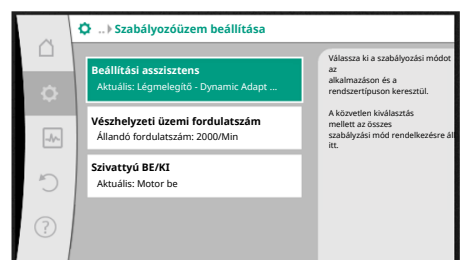 ..▸Szabályozóüzem beállítása
Beállítási asszisztens
Aktuális: Légmelegítő - Dynamic Adapt ...
Vészhelyzeti üzemi fordulatszám
Állandó fordulatszám: 2000/Min
Szivattyú BE/KI
Aktuális: Motor be
Válassza ki a szabályozási módot
az
alkalmazáson és a
rendszertípuson keresztül.
A közvetlen kiválasztás
mellett az összes
szabályzási mód rendelkezésre áll
itt.
?